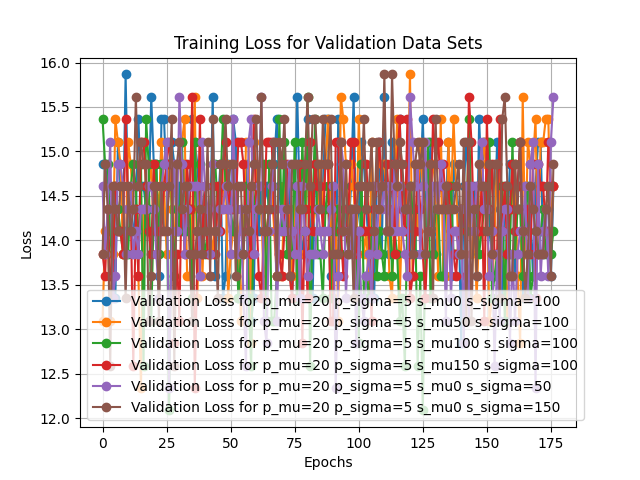 Training Loss for Validation Data Sets
Loss
16.0
15.5
15.0
14.5
14.0
13.5
13.0
12.5
12.0
Validation Loss for p_mu=20 p_sigma=5 s_mu0 s_sigma=100
Validation Loss for p_mu=20 p_sigma=5 s_mu50 s_sigma=100
Validation Loss for p_mu=20 p_sigma=5 s_mu100 s_sigma=100
Validation Loss for p_mu=20 p_sigma=5 s_mu150 s_sigma=100
Validation Loss for p_mu=20 p_sigma=5 s_mu0 s_sigma=50
Validation Loss for p_mu=20 p_sigma=5 s_mu0 s_sigma=150
0 25 50 75 100 125 150 175
Epochs